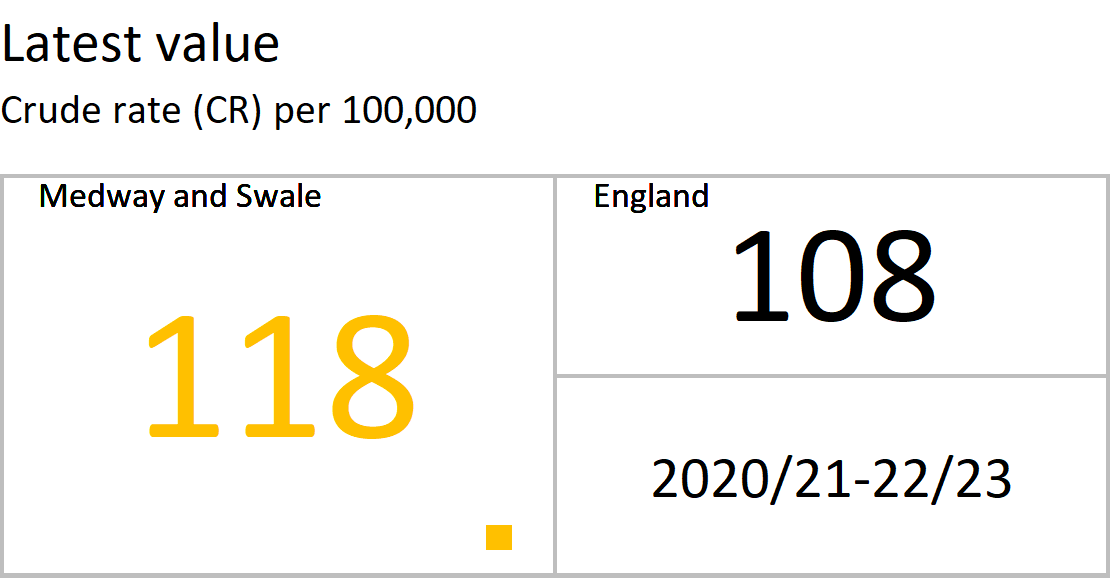 Latest value
Crude rate (CR) per 100,000
Medway and Swale
118
England
108
2020/21-22/23